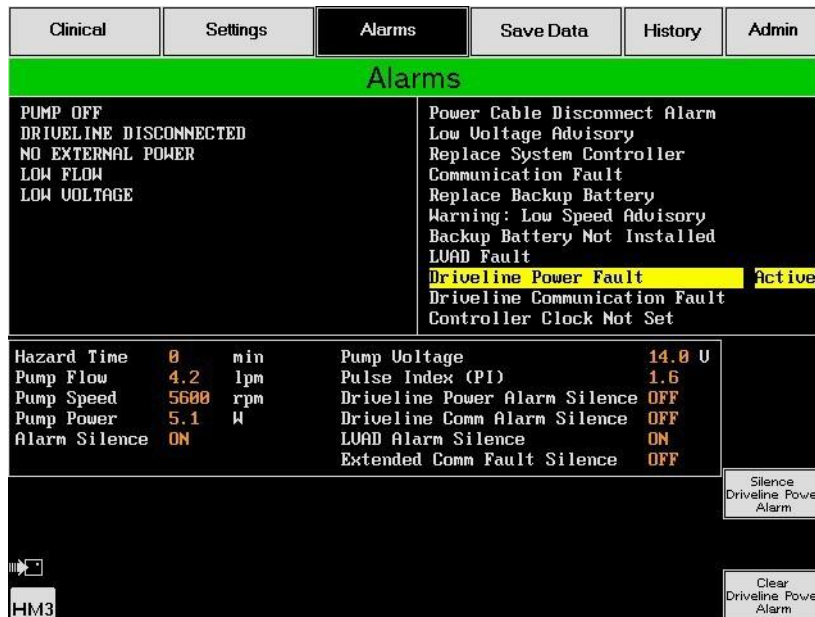 Clinical
Settings
Alarms
Save Data
History
Admin
Alarms
PUMP OFF
DRIVELINE DISCONNECTED
NO EXTERNAL POWER
LOW FLOW
LOW VOLTAGE
Power Cable Disconnect Alarm
Low Voltage Advisory
Replace System Controller
Communication Fault
Replace Backup Battery
Warning: Low Speed Advisory
Backup Battery Not Installed
LVAD Fault
Driveline Power Fault Active
Driveline Communication Fault
Controller Clock Not Set
Hazard Time 0 min
Pump Flow 4.2 lpm
Pump Speed 5600 rpm
Pump Power 5.1 W
Alarm Silence ON
Pump Voltage 14.0 V
Pulse Index (PI) 1.6
Driveline Power Alarm Silence OFF
Driveline Comm Alarm Silence OFF
LVAD Alarm Silence ON
Extended Comm Fault Silence OFF
Silence
Driveline Powe
Alarm
HM3
Clear
Driveline Powe
Alarm